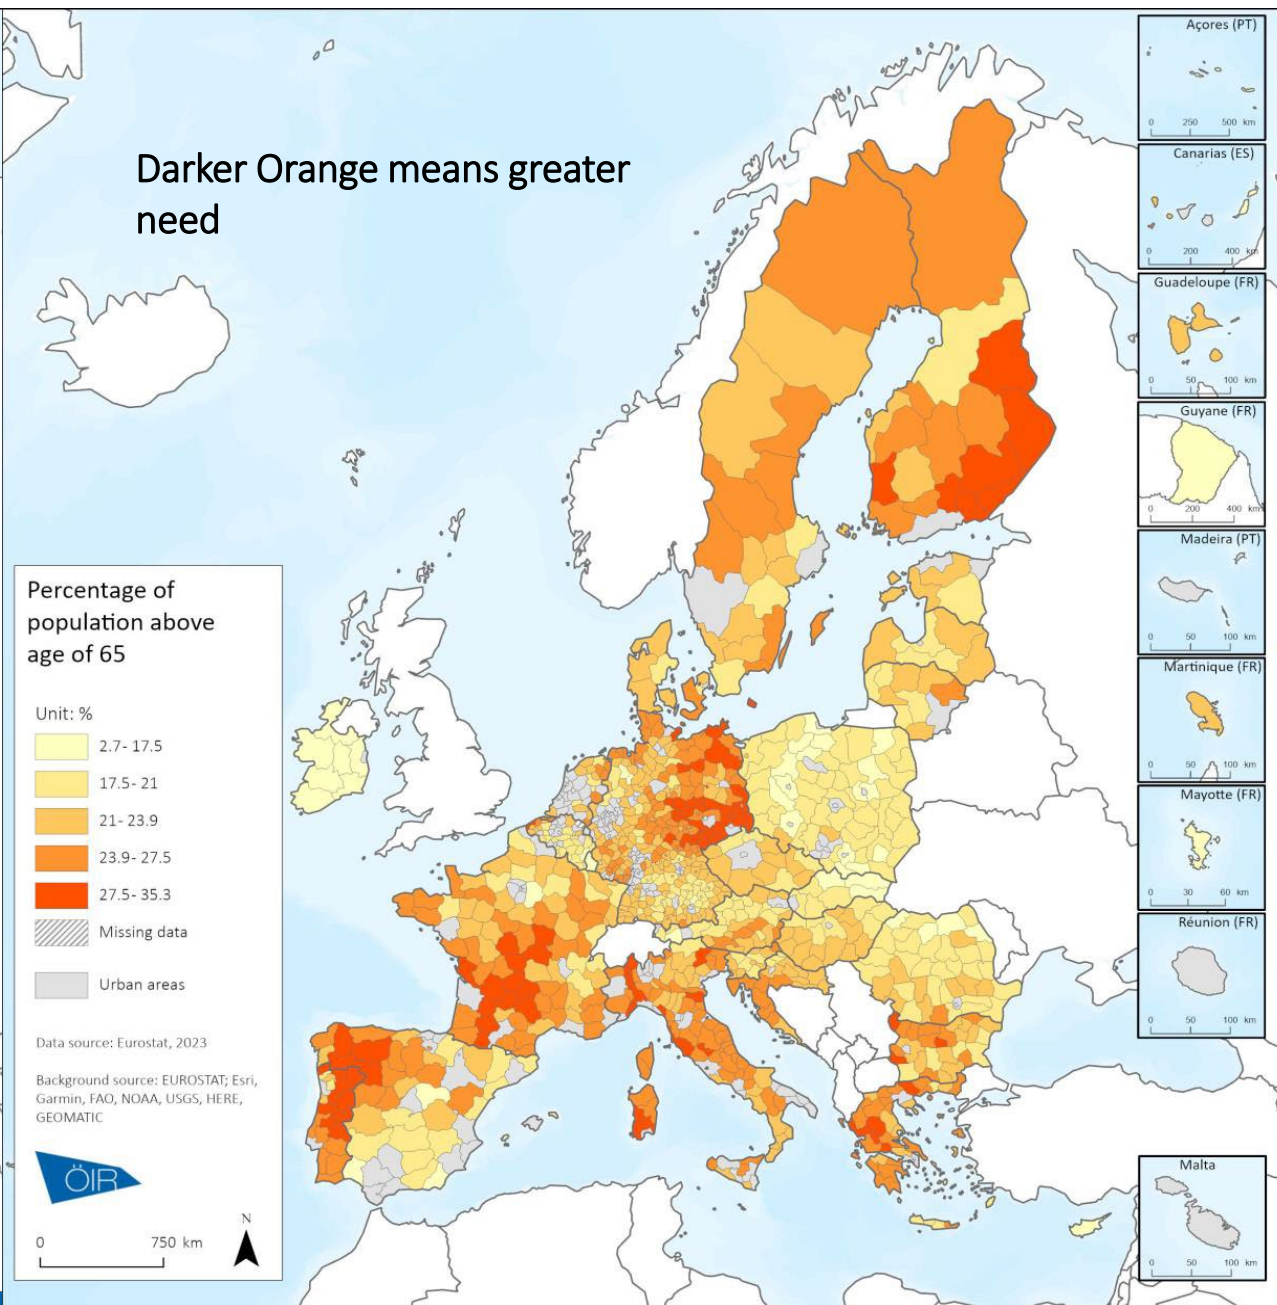 Darker Orange means greater
need
Percentage of
population above
age of 65
Unit: %
2.7- 17.5
17.5- 21
21- 23.9
23.9- 27.5
27.5- 35.3
Missing data
Urban areas
Data source: Eurostat, 2023
Background source: EUROSTAT; Esri,
Garmin, FAO, NOAA, USGS, HERE,
GEOMATIC
ÖIR
0 750 km
N
Açores (PT)
0 250 500 km
Canarias (ES)
0 200 400 km
Guadeloupe (FR)
0 50 100 km
Guyane (FR)
0 200 400 km
Madeira (PT)
0 50 100 km
Martinique (FR)
0 50 100 km
Mayotte (FR)
0 30 60 km
Réunion (FR)
0 50 100 km
Malta
0 50 100 km